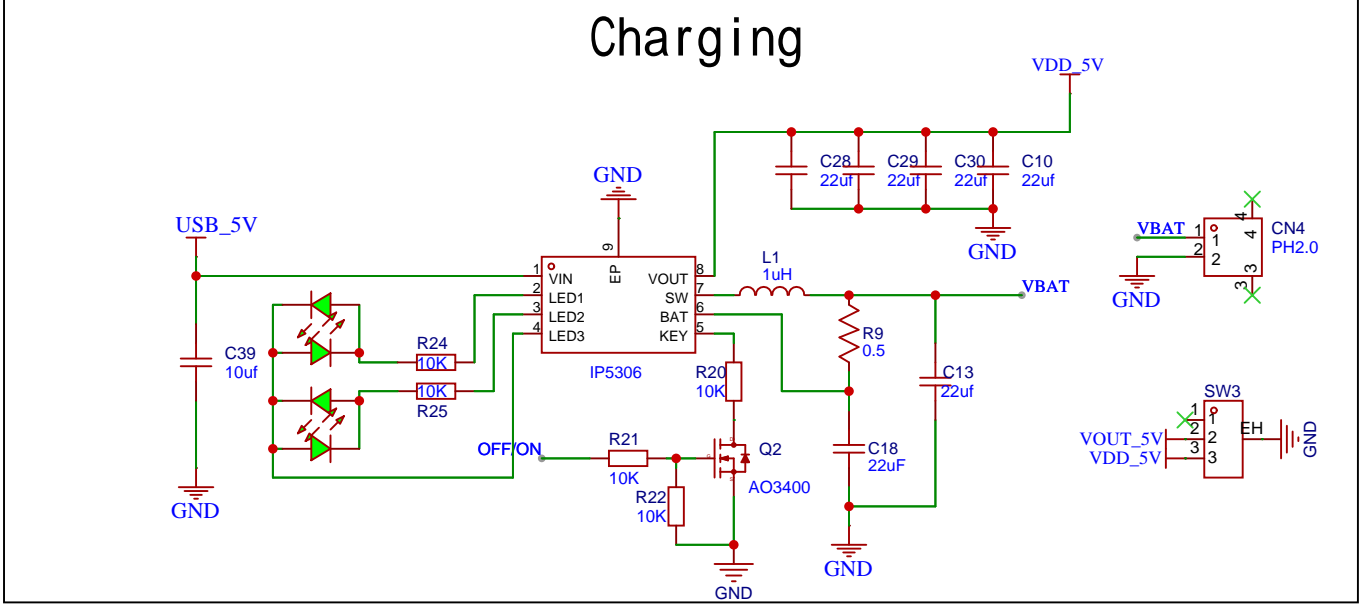 Charging
VDD_5V
C28
22uf
C29
22uf
C30
22uf
C10
22uf
GND
GND
USB_5V
9
EP
1
VIN
2
LED1
3
LED2
4
LED3
VOUT
8
SW
7
BAT
6
KEY
5
IP5306
L1
1uH
VBAT
R9
0.5
C13
22uf
C18
22uF
GND
C39
10uf
GND
R24
10K
10K
R25
R20
10K
OFF/ON
R21
10K
R22
10K
Q2
AO3400
D
G
S
GND
VBAT
1
2
1
2
4
4
3
3
CN4
PH2.0
GND
SW3
1
2
3
1
2
3
EH
GND
VOUT_5V
VDD_5V